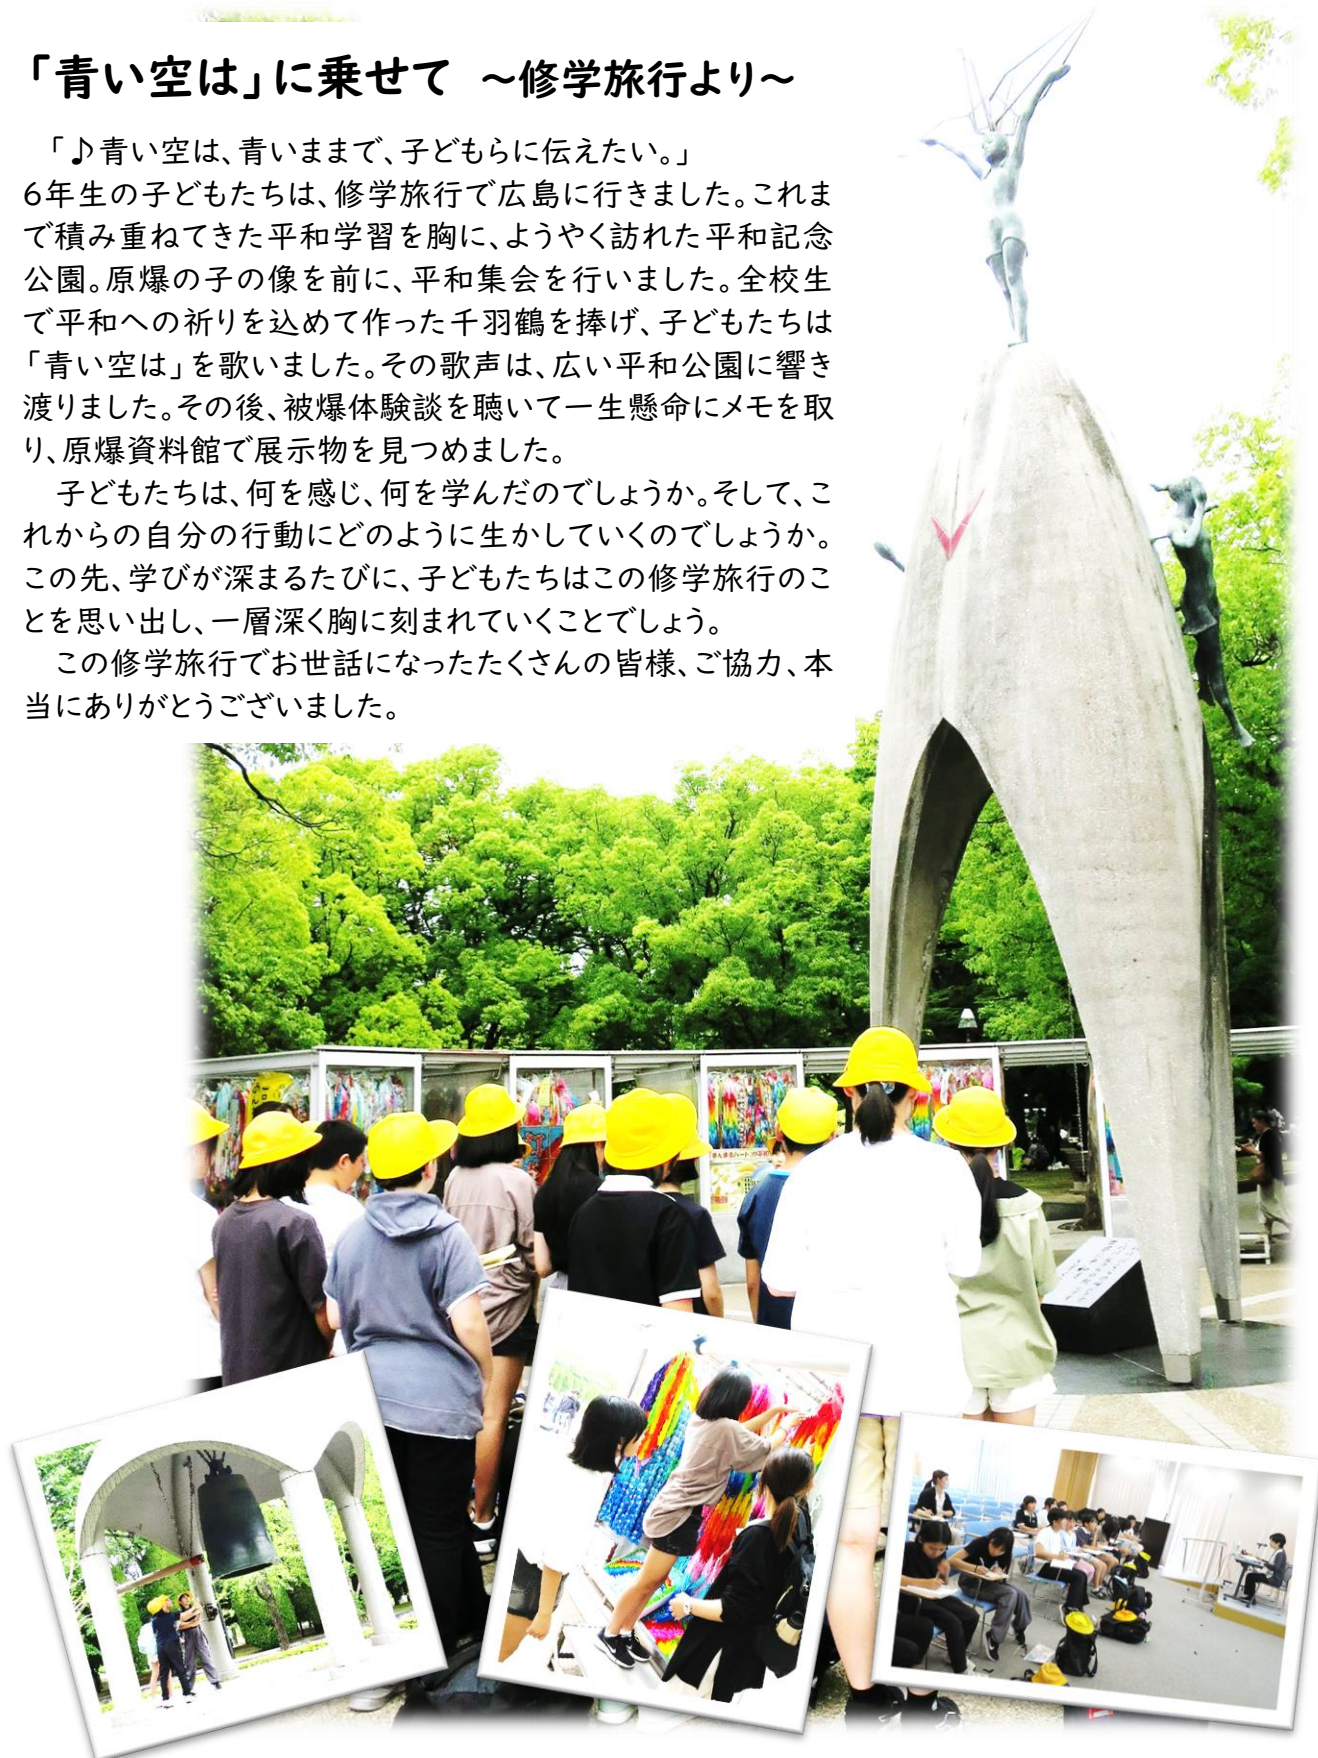 「青い空は」に乗せて ～修学旅行より～
「♪青い空は、青いままで、子どもらに伝えたい。」
6年生の子どもたちは、修学旅行で広島に行きました。これま
で積み重ねてきた平和学習を胸に、ようやく訪れた平和記念
公園。原爆の子の像を前に、平和集会を行いました。全校生
で平和への祈りを込めて作った千羽鶴を捧げ、子どもたちは
「青い空は」を歌いました。その歌声は、広い平和公園に響き
渡りました。その後、被爆体験談を聴いて一生懸命にメモを取
り、原爆資料館で展示物を見つめました。
子どもたちは、何を感じ、何を学んだのでしょうか。そして、こ
れからの自分の行動にどのように生かしていくのでしょうか。
この先、学びが深まるたびに、子どもたちはこの修学旅行のこ
とを思い出し、一層深く胸に刻まれていくことでしょう。
この修学旅行でお世話になったたくさんの皆様、ご協力、本
当にありがとうございました。